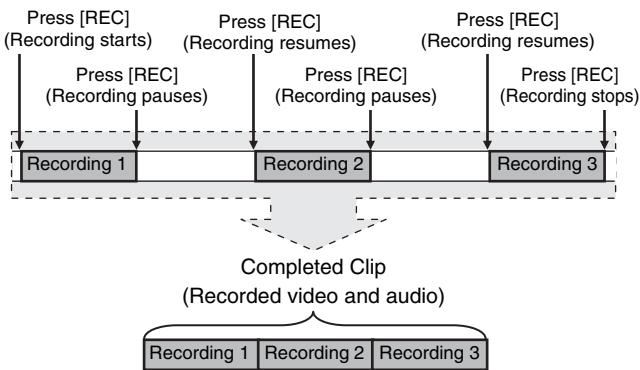 Press [REC]
(Recording starts)
Press [REC]
(Recording resumes)
Press [REC]
(Recording resumes)
Press [REC]
(Recording pauses)
Press [REC]
(Recording pauses)
Press [REC]
(Recording stops)
Recording 1
Recording 2
Recording 3
Completed Clip
(Recorded video and audio)
Recording 1
Recording 2
Recording 3